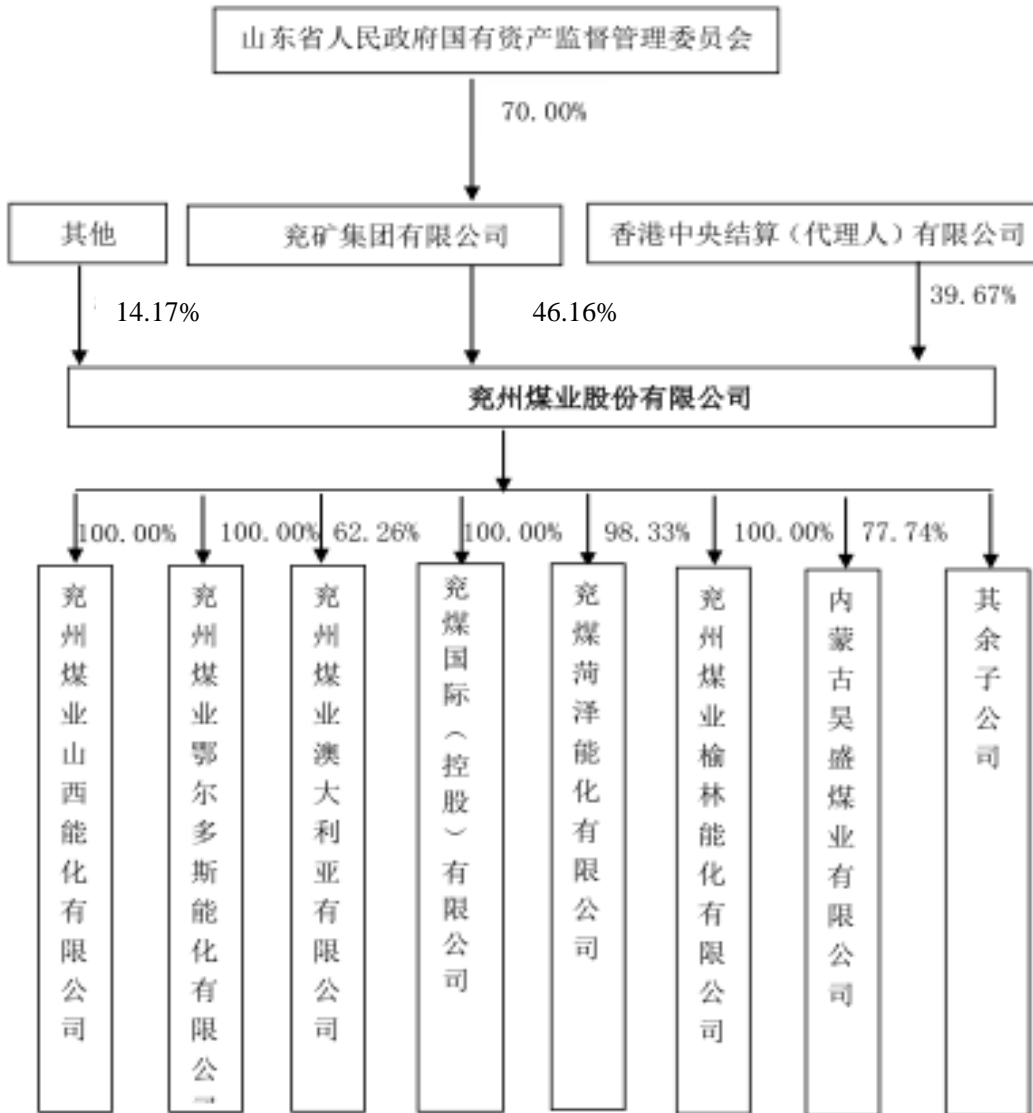 山东省人民政府国有资产监督管理委员会
70.00%
其他
兖矿集团有限公司
香港中央结算（代理人）有限公司
14.17%
46.16%
39.67%
兖州煤业股份有限公司
100.00%
100.00%
62.26%
100.00%
98.33%
100.00%
77.74%
兖州煤业山西能化有限公司
兖州煤业鄂尔多斯能化有限公
兖州煤业澳大利亚有限公司
兖煤国际（控股）有限公司
兖煤菏泽能化有限公司
兖州煤业榆林能化有限公司
内蒙古昊盛煤业有限公司
其余子公司